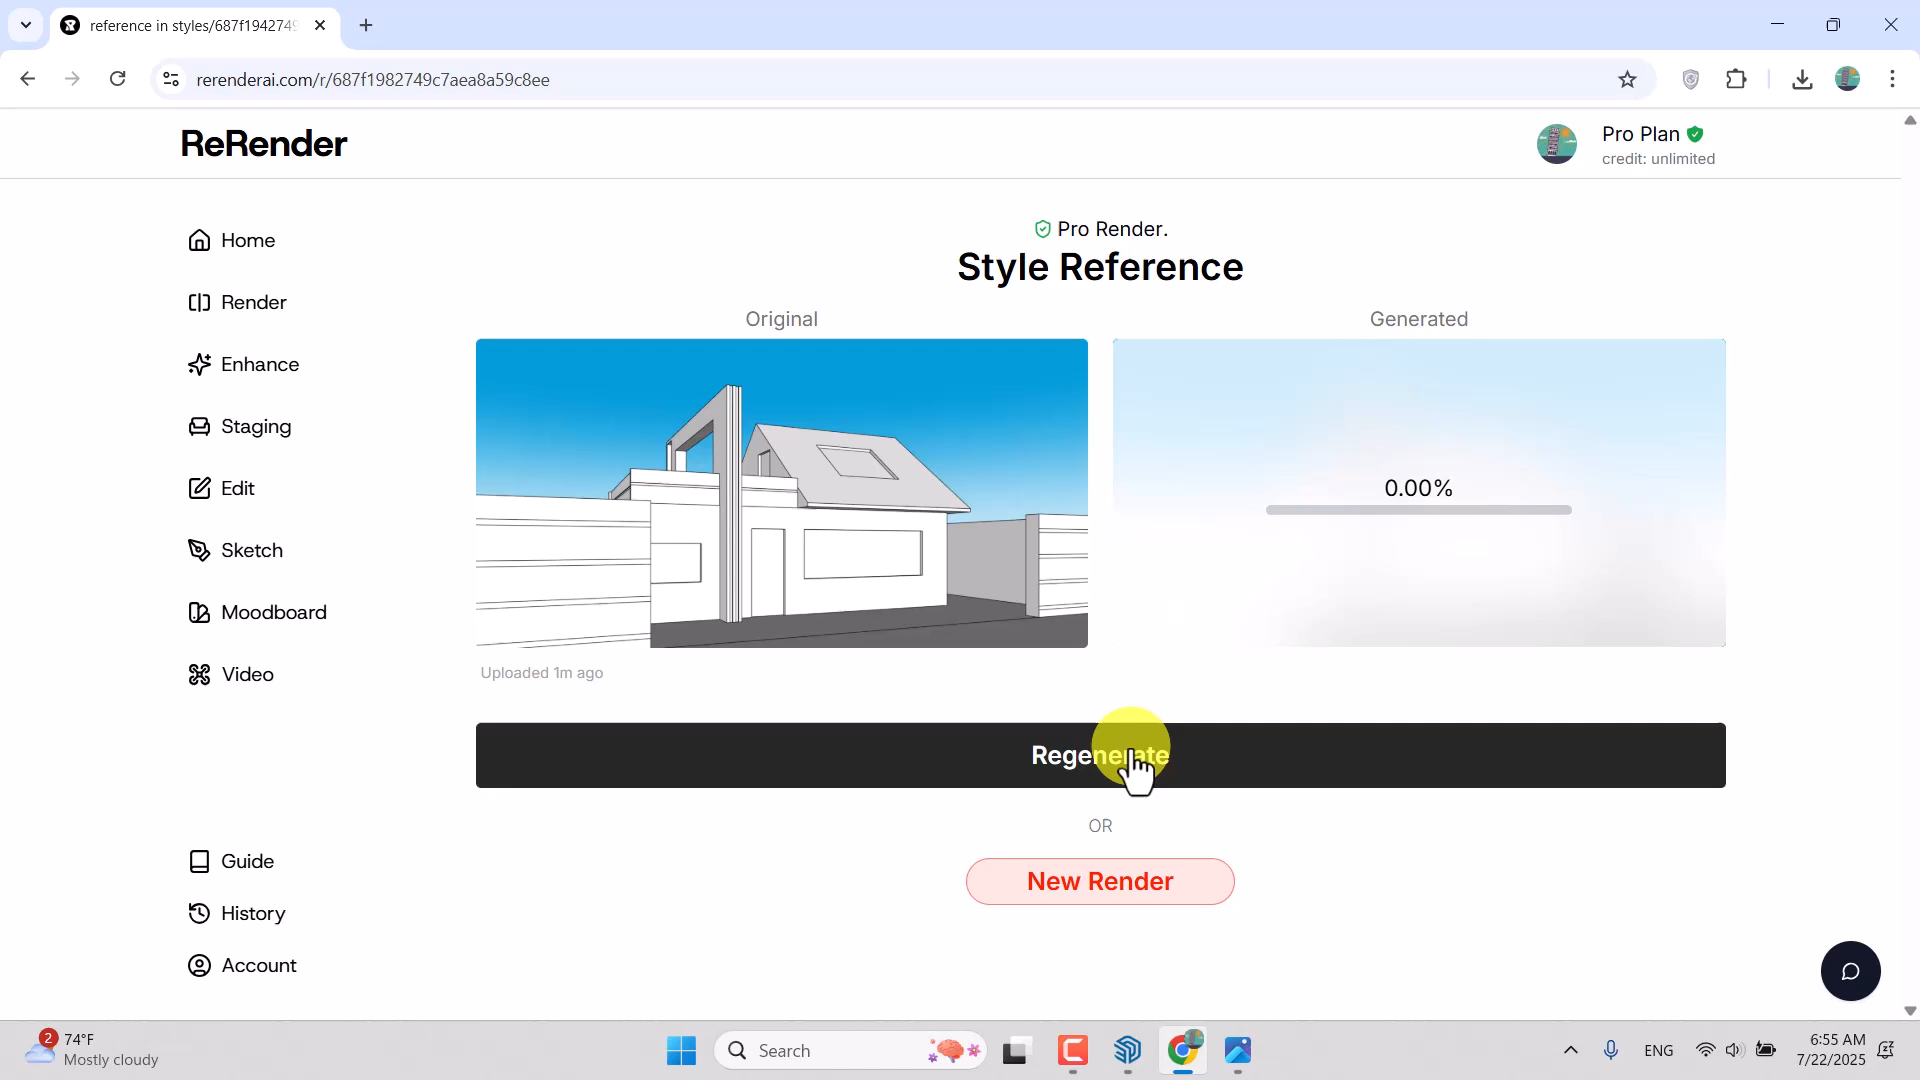 reference in styles/687f1942749
rerenderai.com/r/687f1982749c7aea8a59c8ee
ReRender
Pro Plan
credit: unlimited
Home
Render
Enhance
Staging
Edit
Sketch
Moodboard
Video
Guide
History
Account
Pro Render.
Style Reference
Original
Generated
0.00%
Uploaded 1m ago
Regenerate
OR
New Render
2
74°F
Mostly cloudy
Search
ENG
6:55 AM
7/22/2025